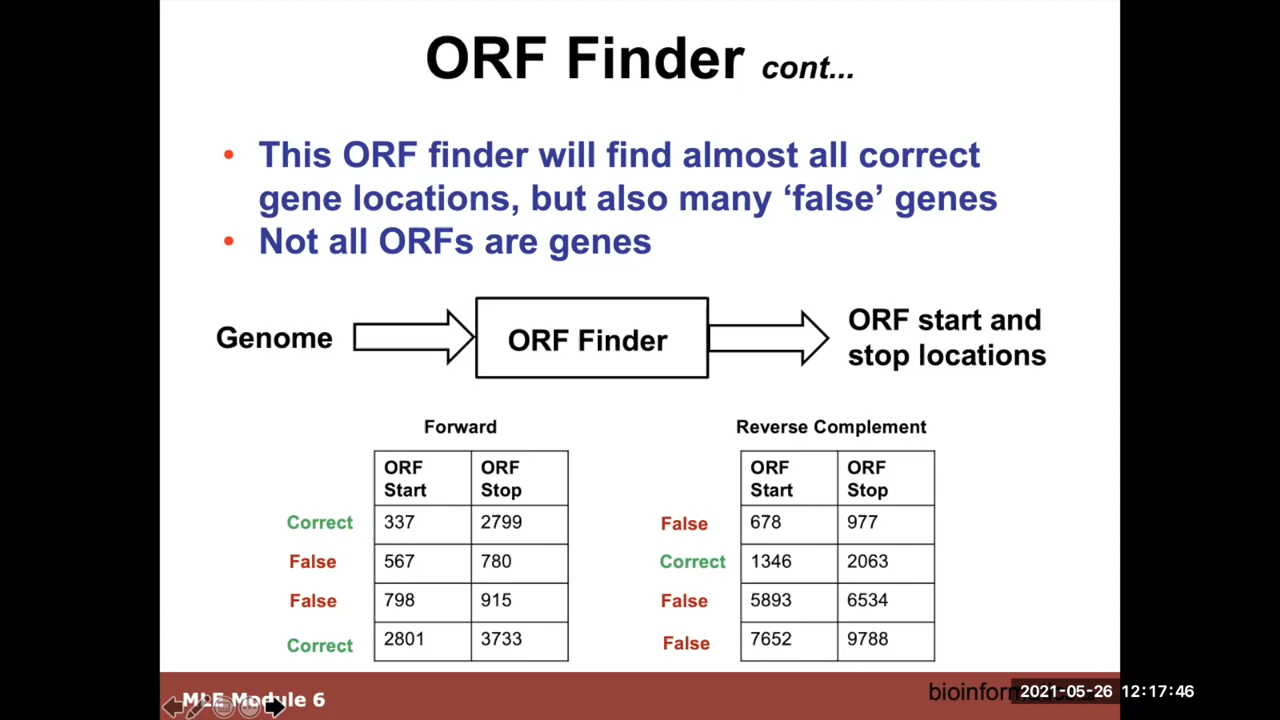 ORF Finder cont...
• This ORF finder will find almost all correct
gene locations, but also many ‘false’ genes
• Not all ORFs are genes
Genome
ORF Finder
ORF start and
stop locations
Forward
ORF Start ORF Stop
Correct 337 2799
False 567 780
False 798 915
Correct 2801 3733
Reverse Complement
ORF Start ORF Stop
False 678 977
Correct 1346 2063
False 5893 6534
False 7652 9788
MLE Module 6
2021-05-26 12:17:46